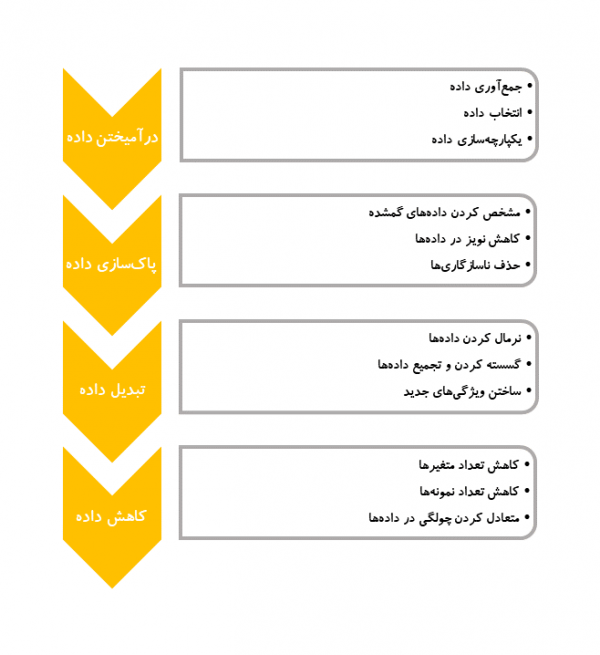 درآمیختن داده
• جمع‌آوری داده
• انتخاب داده
• یکپارچه‌سازی داده
پاک‌سازی داده
• مشخص کردن داده‌های گمشده
• کاهش نویز در داده‌ها
• حذف ناسازگاری‌ها
تبدیل داده
• نرمال کردن داده‌ها
• گسسته کردن و تجمیع داده‌ها
• ساختن ویژگی‌های جدید
کاهش داده
• کاهش تعداد متغیرها
• کاهش تعداد نمونه‌ها
• متعادل کردن چولگی در داده‌ها